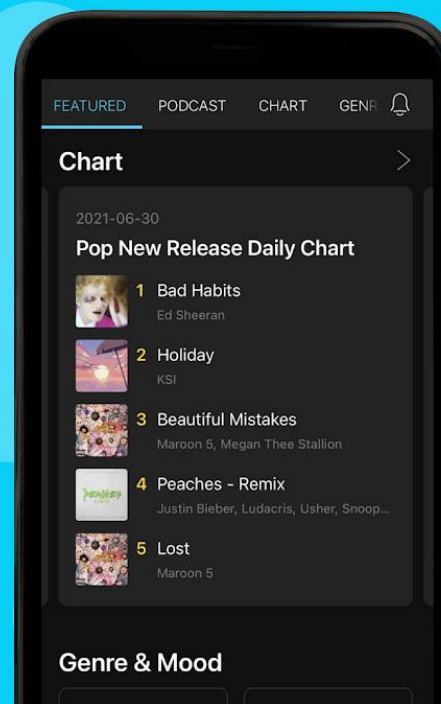 FEATURED PODCAST CHART GENR
Chart
2021-06-30
Pop New Release Daily Chart
1 Bad Habits
Ed Sheeran
2 Holiday
KSI
3 Beautiful Mistakes
Maroon 5, Megan Thee Stallion
PEACHES
4 Peaches - Remix
Justin Bieber, Ludacris, Usher, Snoop...
5 Lost
Maroon 5
Genre & Mood